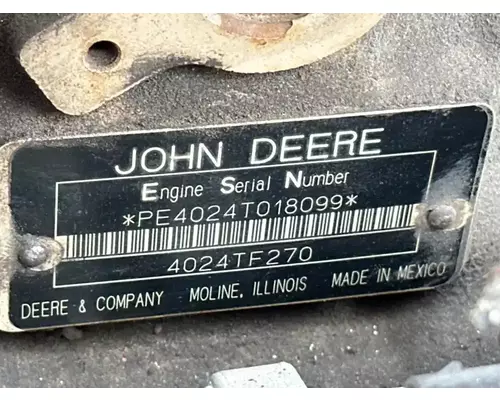 JOHN DEERE
Engine Serial Number
*PE4024T018099*
4024TF270
DEERE & COMPANY MOLINE, ILLINOIS MADE IN MEXICO